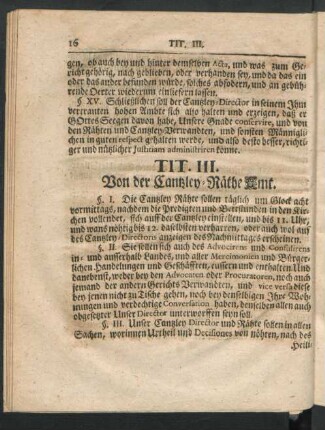 16 TIT. III.
gen, ob auch bey und hinter demselben Acta, und was zum Ge-
richt gehörig, nach geblieben, oder verhanden sey, und da das ein
oder das ander befunden würde, solches absodern, und an gebüh-
rende Oerter wiederum einliefern lassen.
§ XV. Schließlichen soll der Cantzley-Director in seinem Ihm
vertrauten hohen Ambte sich also halten und erzeigen, daß er
GOttes Seegen davon habe, Unsere Gnade conservire, und von
den Räthen und Cantzley-Verwandten, und sonsten Männiglich-
en in guten respect gehalten werde, und also desto besser, richti-
ger und nützlicher Justitiam administriren könne.
TIT. III.
Von der Cantzley-Räthe Amt.
§. I. Die Cantzley Räthe sollen täglich um Glock acht
vormittags, nachdem die Predigten und Betstunden in den Kir-
chen vollendet, sich auf der Cantzley einstellen, und bis 11. Uhr,
und wans nöhtig bis 12. daselbsten verharren, oder auch wol auf
des Cantzley-Directoris anzeigen des Nachmittages erscheinen.
§. II. Sie sollen sich auch des Advocirens und Consulirens
in- und ausserhalb Landes, und aller Mercimonien und Bürger-
lichen Handelungen und Geschäfften, eussern und enthalten. Und
danebenst, weder bey den Advocaten oder Procuratoren, noch auch
jemand der andern Gerichts Verwandten, und vice versa diese
bey jenen nicht zu Tische gehen, noch bey denselbigen Ihre Woh-
nungen und verdechtige Conversation haben, denselben allen auch
obgesetzter Unser Director unterworffen seyn soll.
§. III. Unser Cantzley Director und Räthe sollen in allen
Sachen, worinnen Urtheil und Decisiones von nöhten, nach des
Heili-